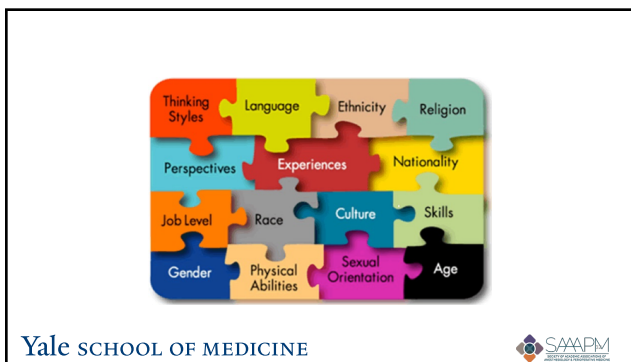 Thinking
Styles
Language
Ethnicity
Religion
Perspectives
Experiences
Nationality
Job Level
Race
Culture
Skills
Gender
Physical
Abilities
Sexual
Orientation
Age
Yale SCHOOL OF MEDICINE
SAAAPM